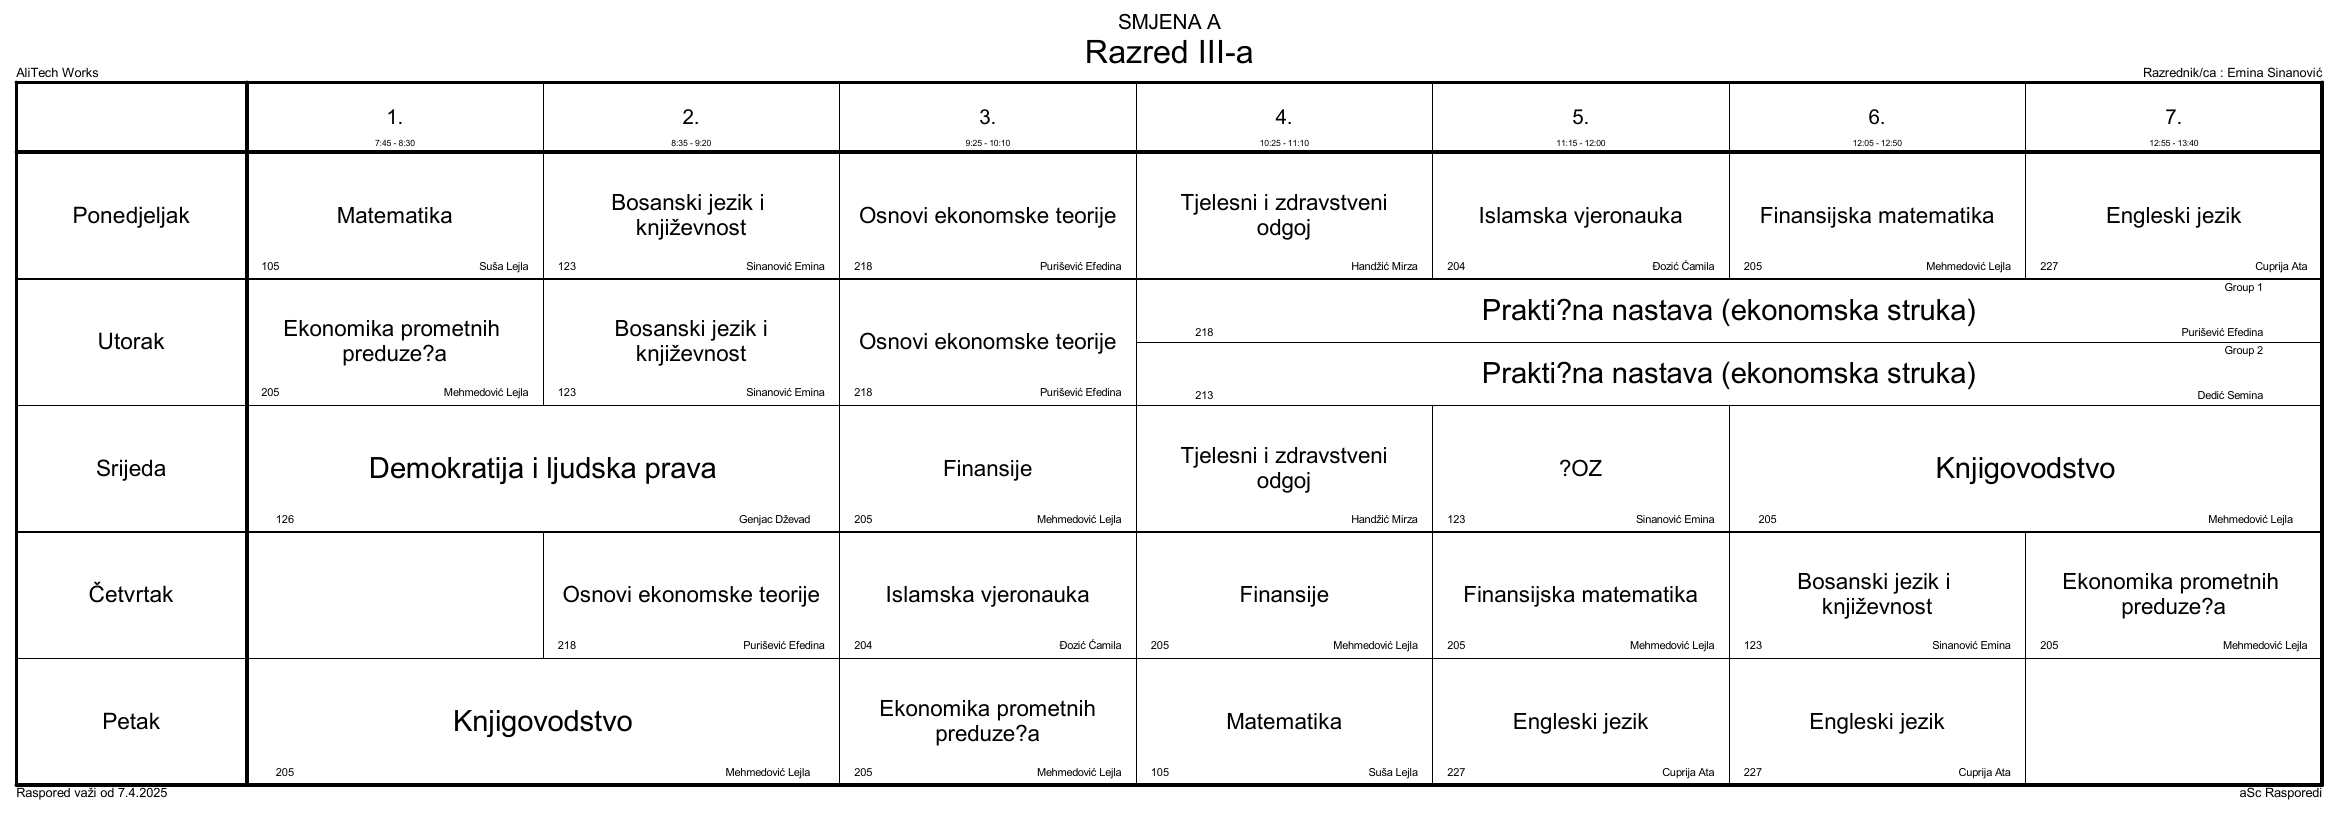 SMJENA A
Razred III-a
AliTech Works
Razrednik/ca : Emina Sinanović
1.
7:45 - 8:30
2.
8:35 - 9:20
3.
9:25 - 10:10
4.
10:25 - 11:10
5.
11:15 - 12:00
6.
12:05 - 12:50
7.
12:55 - 13:40
Ponedjeljak
Matematika
105 Suša Lejla
Bosanski jezik i
književnost
123 Sinanović Emina
Osnovi ekonomske teorije
218 Purišević Efedina
Tjelesni i zdravstveni
odgoj
Handžić Mirza
Islamska vjeronauka
204 Đozić Ćamila
Finansijska matematika
205 Mehmedović Lejla
Engleski jezik
227 Cuprija Ata
Utorak
Ekonomika prometnih
preduze?a
205 Mehmedović Lejla
Bosanski jezik i
književnost
123 Sinanović Emina
Osnovi ekonomske teorije
218 Purišević Efedina
Group 1
Prakti?na nastava (ekonomska struka)
218 Purišević Efedina
Group 2
Prakti?na nastava (ekonomska struka)
213 Dedić Semina
Srijeda
Demokratija i ljudska prava
126 Genjac Dževad
Finansije
205 Mehmedović Lejla
Tjelesni i zdravstveni
odgoj
Handžić Mirza
?OZ
123 Sinanović Emina
Knjigovodstvo
205 Mehmedović Lejla
Četvrtak
Osnovi ekonomske teorije
218 Purišević Efedina
Islamska vjeronauka
204 Đozić Ćamila
Finansije
205 Mehmedović Lejla
Finansijska matematika
205 Mehmedović Lejla
Bosanski jezik i
književnost
123 Sinanović Emina
Ekonomika prometnih
preduze?a
205 Mehmedović Lejla
Petak
Knjigovodstvo
205 Mehmedović Lejla
Ekonomika prometnih
preduze?a
205 Mehmedović Lejla
Matematika
105 Suša Lejla
Engleski jezik
227 Cuprija Ata
Engleski jezik
227 Cuprija Ata
Raspored važi od 7.4.2025
aSc Rasporedi